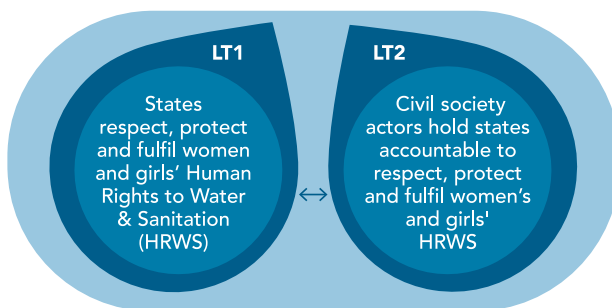 LT1
States
respect, protect
and fulfil women
and girls’ Human
Rights to Water
& Sanitation
(HRWS)
LT2
Civil society
actors hold states
accountable to
respect, protect
and fulfil women’s
and girls'
HRWS